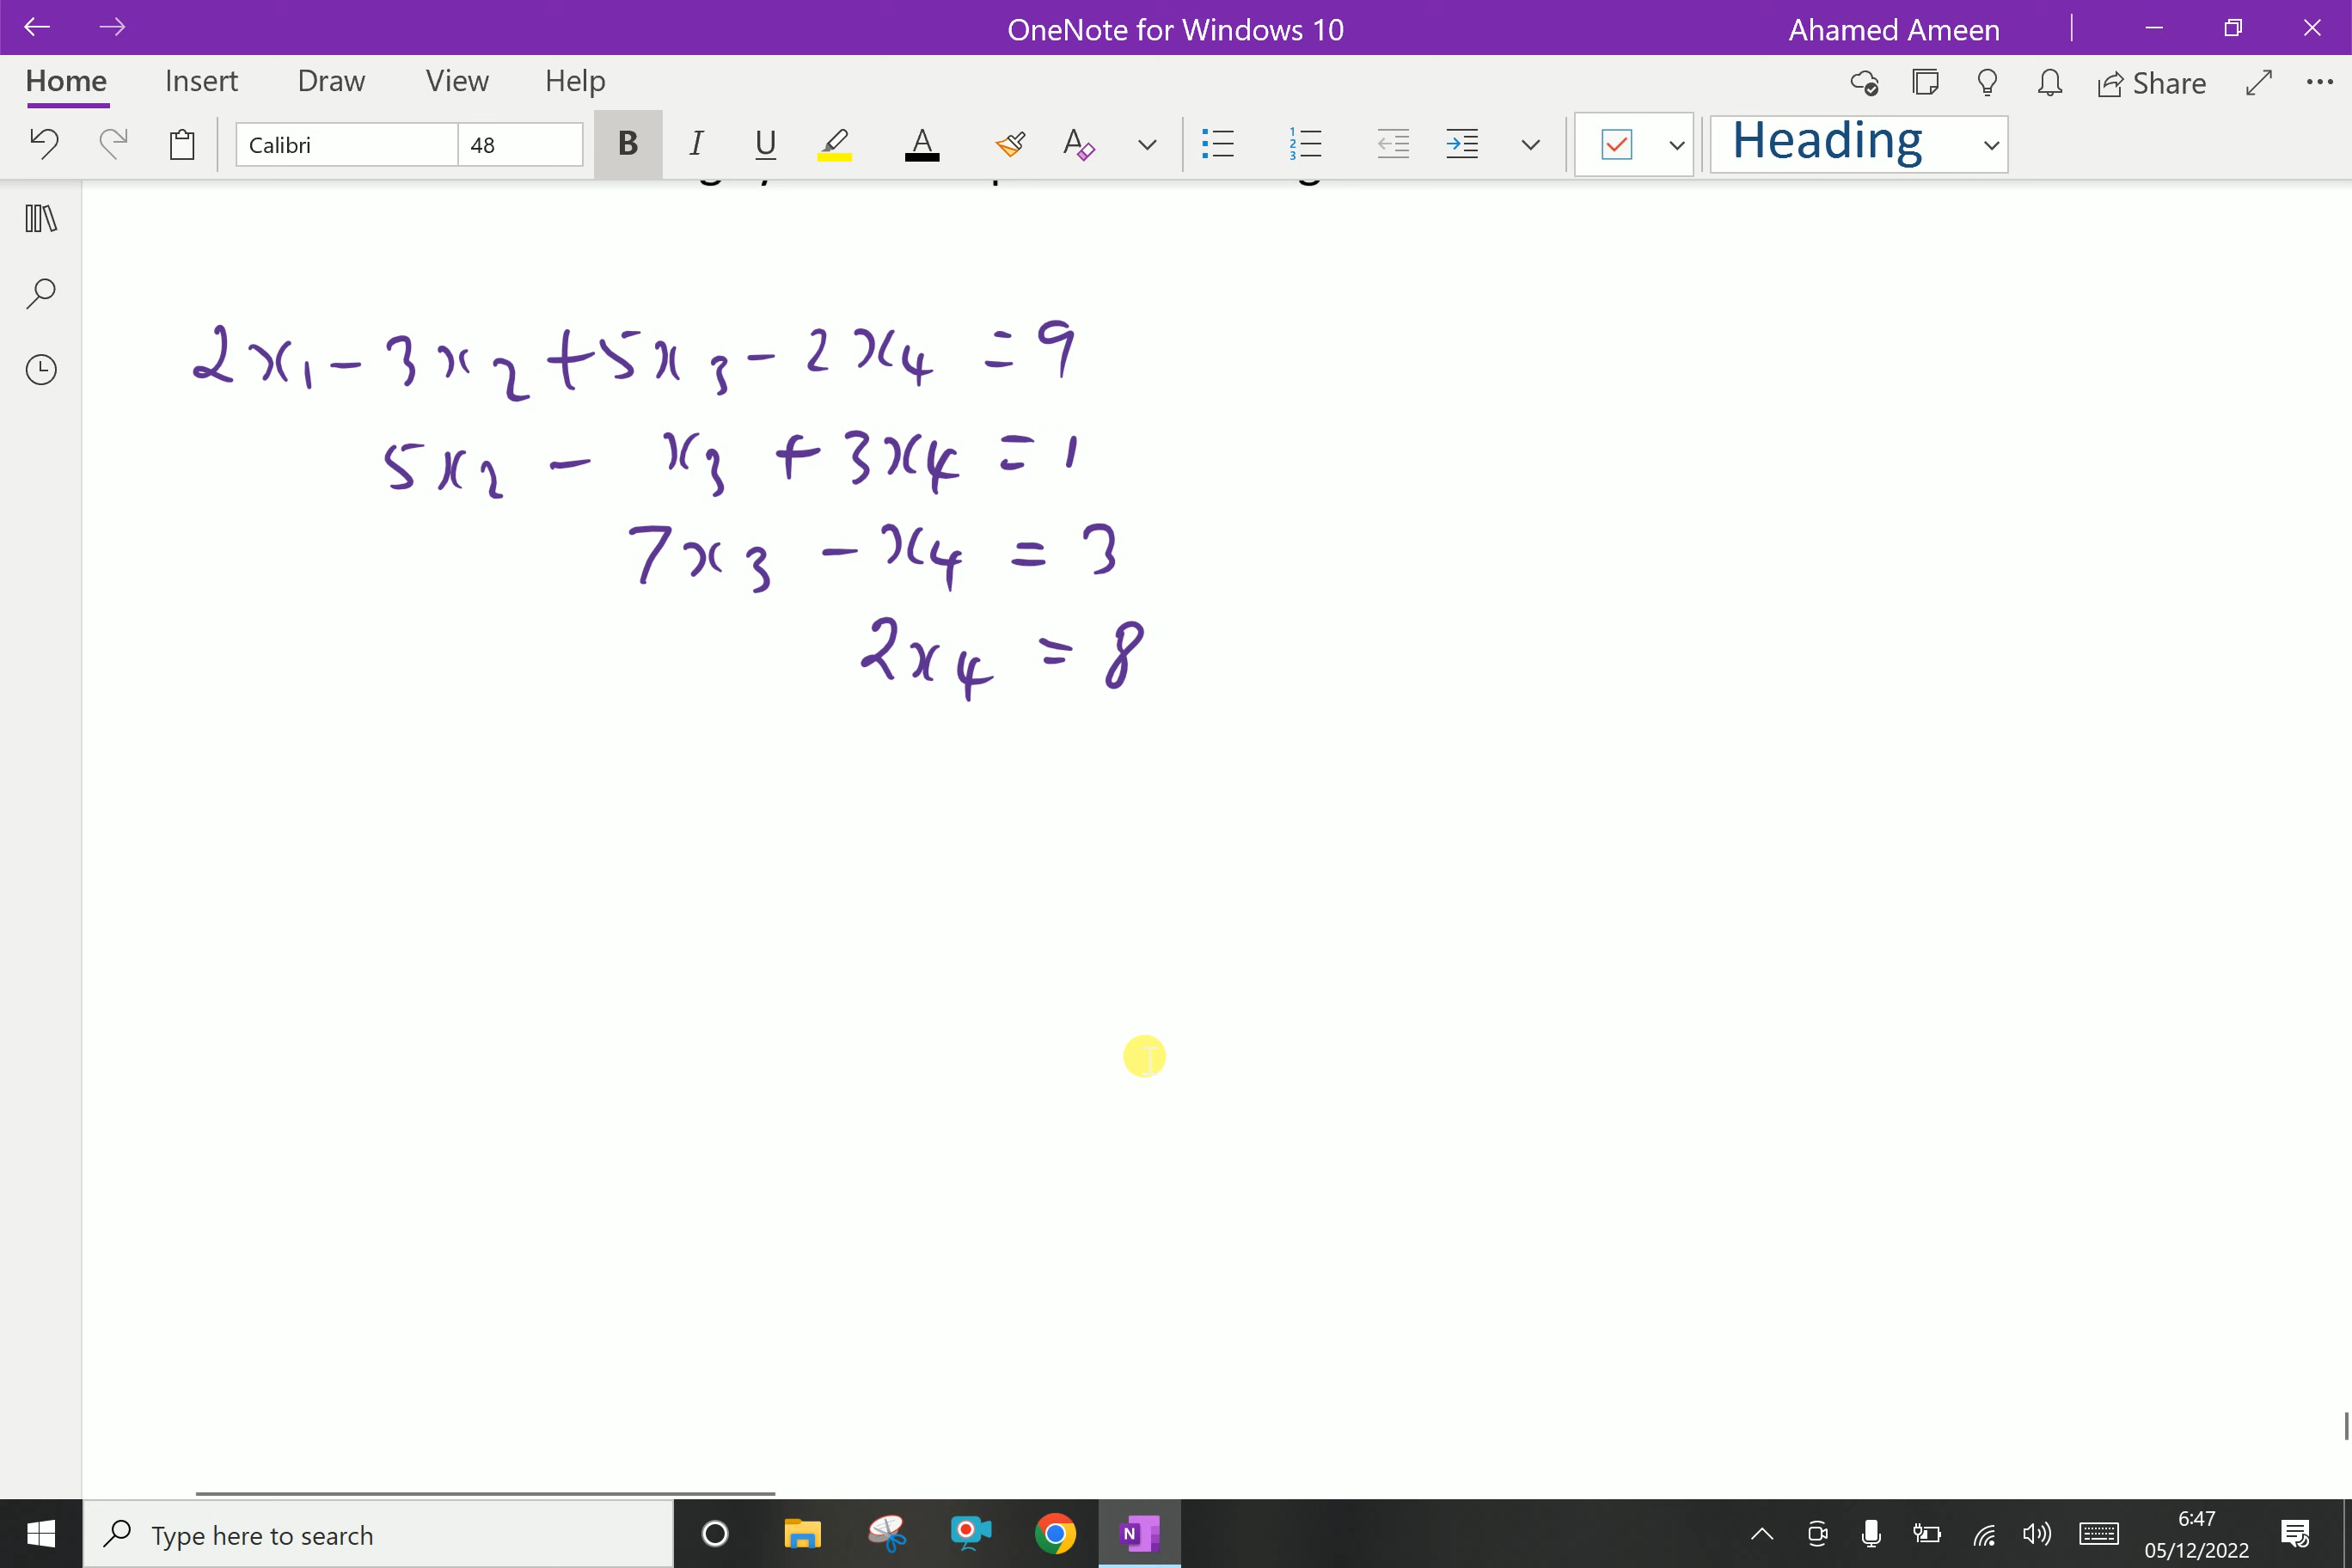 OneNote for Windows 10
Ahamed Ameen
Home Insert Draw View Help
Share
Calibri 48 B I U A A Heading
2x₁ - 3x₂ + 5x₃ - 2x₄ = 9
5x₂ - x₃ + 3x₄ = 1
7x₃ - x₄ = 3
2x₄ = 8
Type here to search
N
6:47
05/12/2022